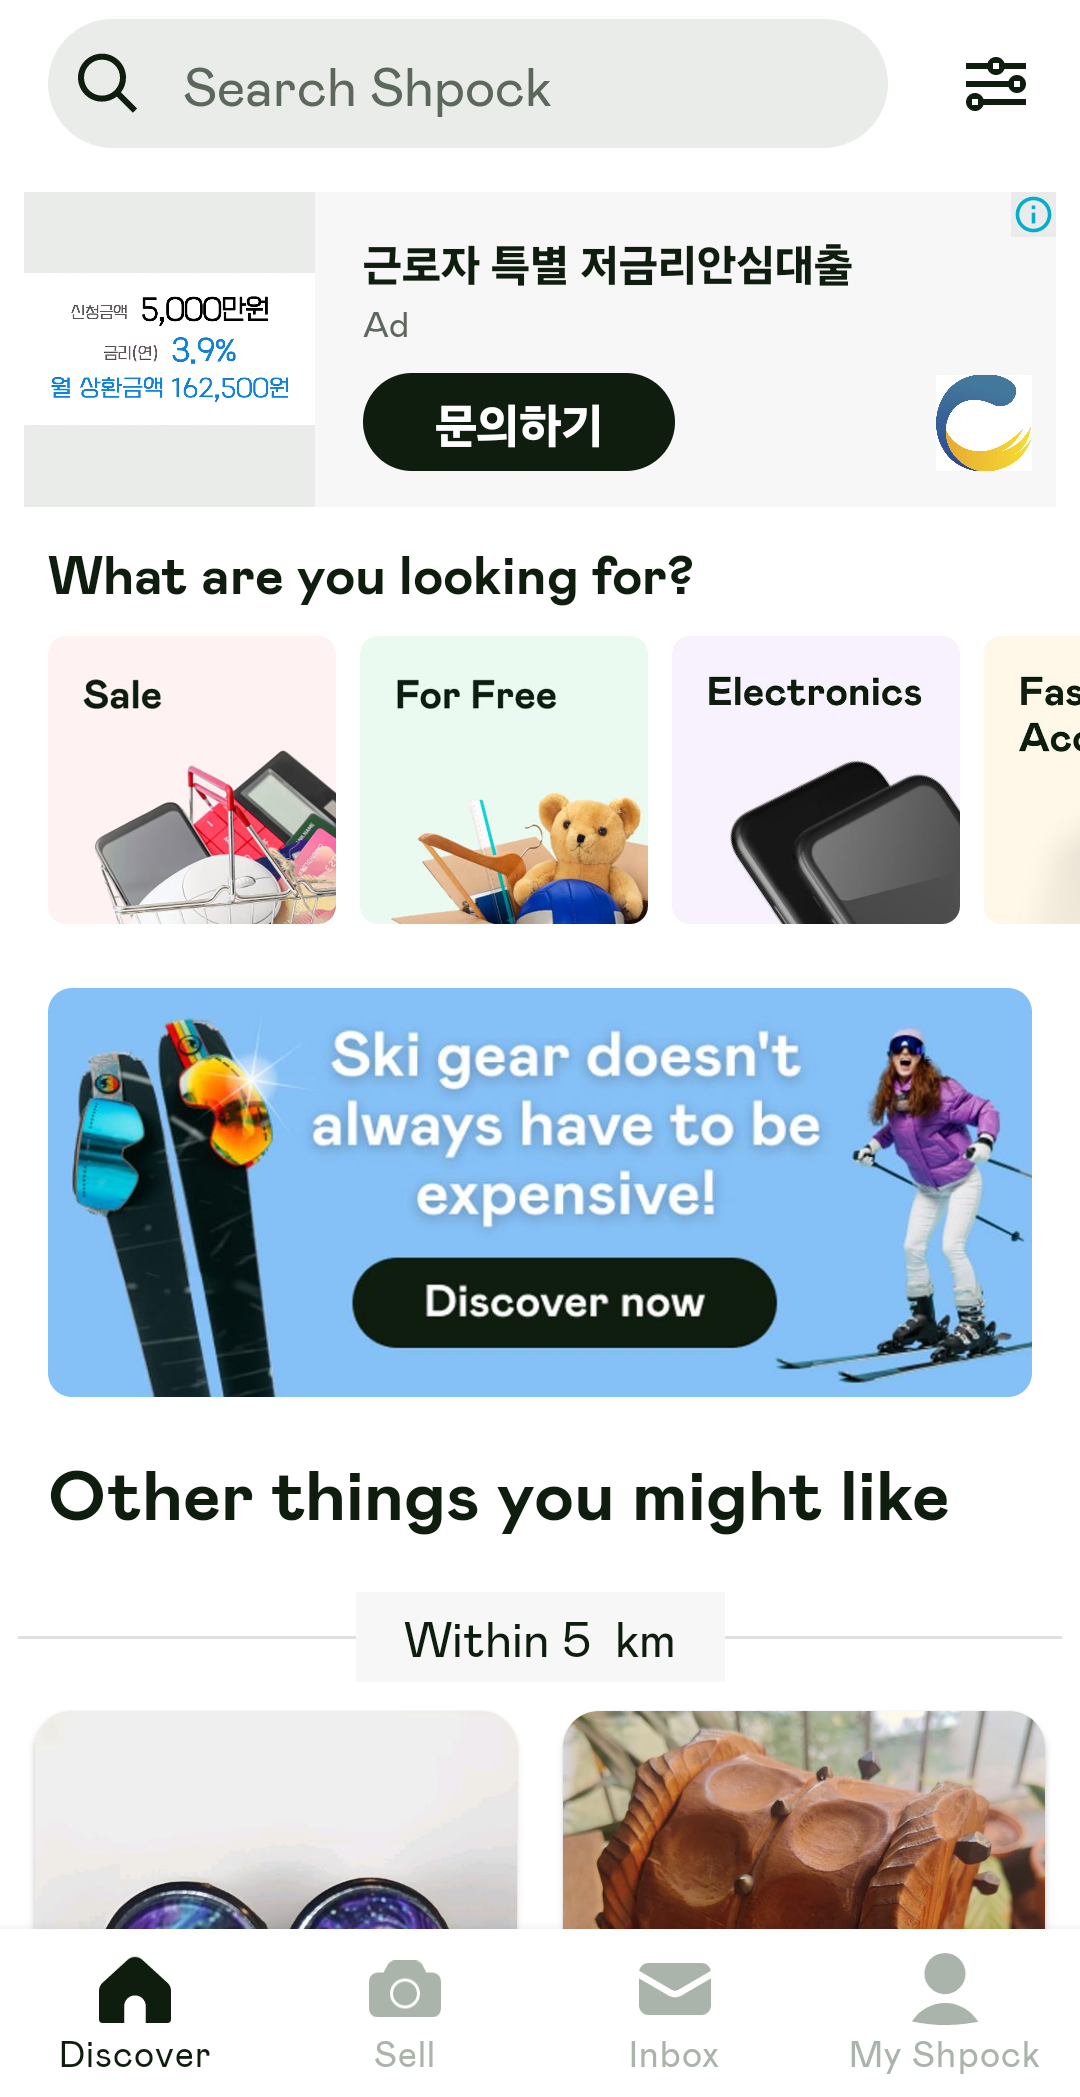 Search Shpock
신청금액 5,000만원
금리(연) 3.9%
월 상환금액 162,500원
근로자 특별 저금리안심대출
Ad
문의하기
What are you looking for?
Sale
For Free
Electronics
Fas
Acc
Ski gear doesn't
always have to be
expensive!
Discover now
Other things you might like
Within 5 km
Discover
Sell
Inbox
My Shpock